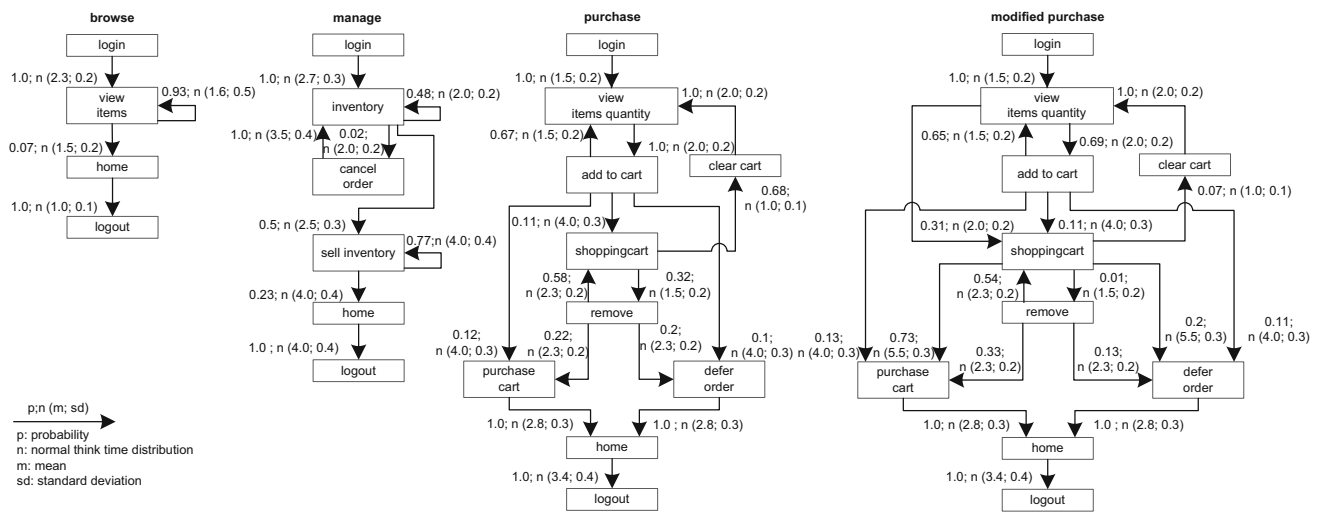 browse
login
1.0; n (2.3; 0.2)
view
items
0.93; n (1.6; 0.5)
0.07; n (1.5; 0.2)
home
1.0; n (1.0; 0.1)
logout
manage
login
1.0; n (2.7; 0.3)
inventory
0.48; n (2.0; 0.2)
1.0; n (3.5; 0.4)
0.02;
n (2.0; 0.2)
cancel
order
0.5; n (2.5; 0.3)
sell inventory
0.77;n (4.0; 0.4)
0.23; n (4.0; 0.4)
home
1.0 ; n (4.0; 0.4)
logout
purchase
login
1.0; n (1.5; 0.2)
view
items quantity
1.0; n (2.0; 0.2)
0.67; n (1.5; 0.2)
1.0; n (2.0; 0.2)
add to cart
clear cart
0.68;
n (1.0; 0.1)
0.11; n (4.0; 0.3)
shoppingcart
0.58;
n (2.3; 0.2)
0.32;
n (1.5; 0.2)
remove
0.12;
n (4.0; 0.3)
0.22;
n (2.3; 0.2)
0.2;
n (2.3; 0.2)
0.1;
n (4.0; 0.3)
purchase
cart
defer
order
1.0; n (2.8; 0.3)
1.0 ; n (2.8; 0.3)
home
1.0; n (3.4; 0.4)
logout
modified purchase
login
1.0; n (1.5; 0.2)
view
items quantity
1.0; n (2.0; 0.2)
0.65; n (1.5; 0.2)
0.69; n (2.0; 0.2)
add to cart
clear cart
0.07; n (1.0; 0.1)
0.31; n (2.0; 0.2)
0.11; n (4.0; 0.3)
shoppingcart
0.54;
n (2.3; 0.2)
0.01;
n (1.5; 0.2)
remove
0.13;
n (4.0; 0.3)
0.73;
n (5.5; 0.3)
0.33;
n (2.3; 0.2)
0.13;
n (2.3; 0.2)
0.2;
n (5.5; 0.3)
0.11;
n (4.0; 0.3)
purchase
cart
defer
order
1.0; n (2.8; 0.3)
1.0 ; n (2.8; 0.3)
home
1.0; n (3.4; 0.4)
logout
p;n (m; sd)
p: probability
n: normal think time distribution
m: mean
sd: standard deviation